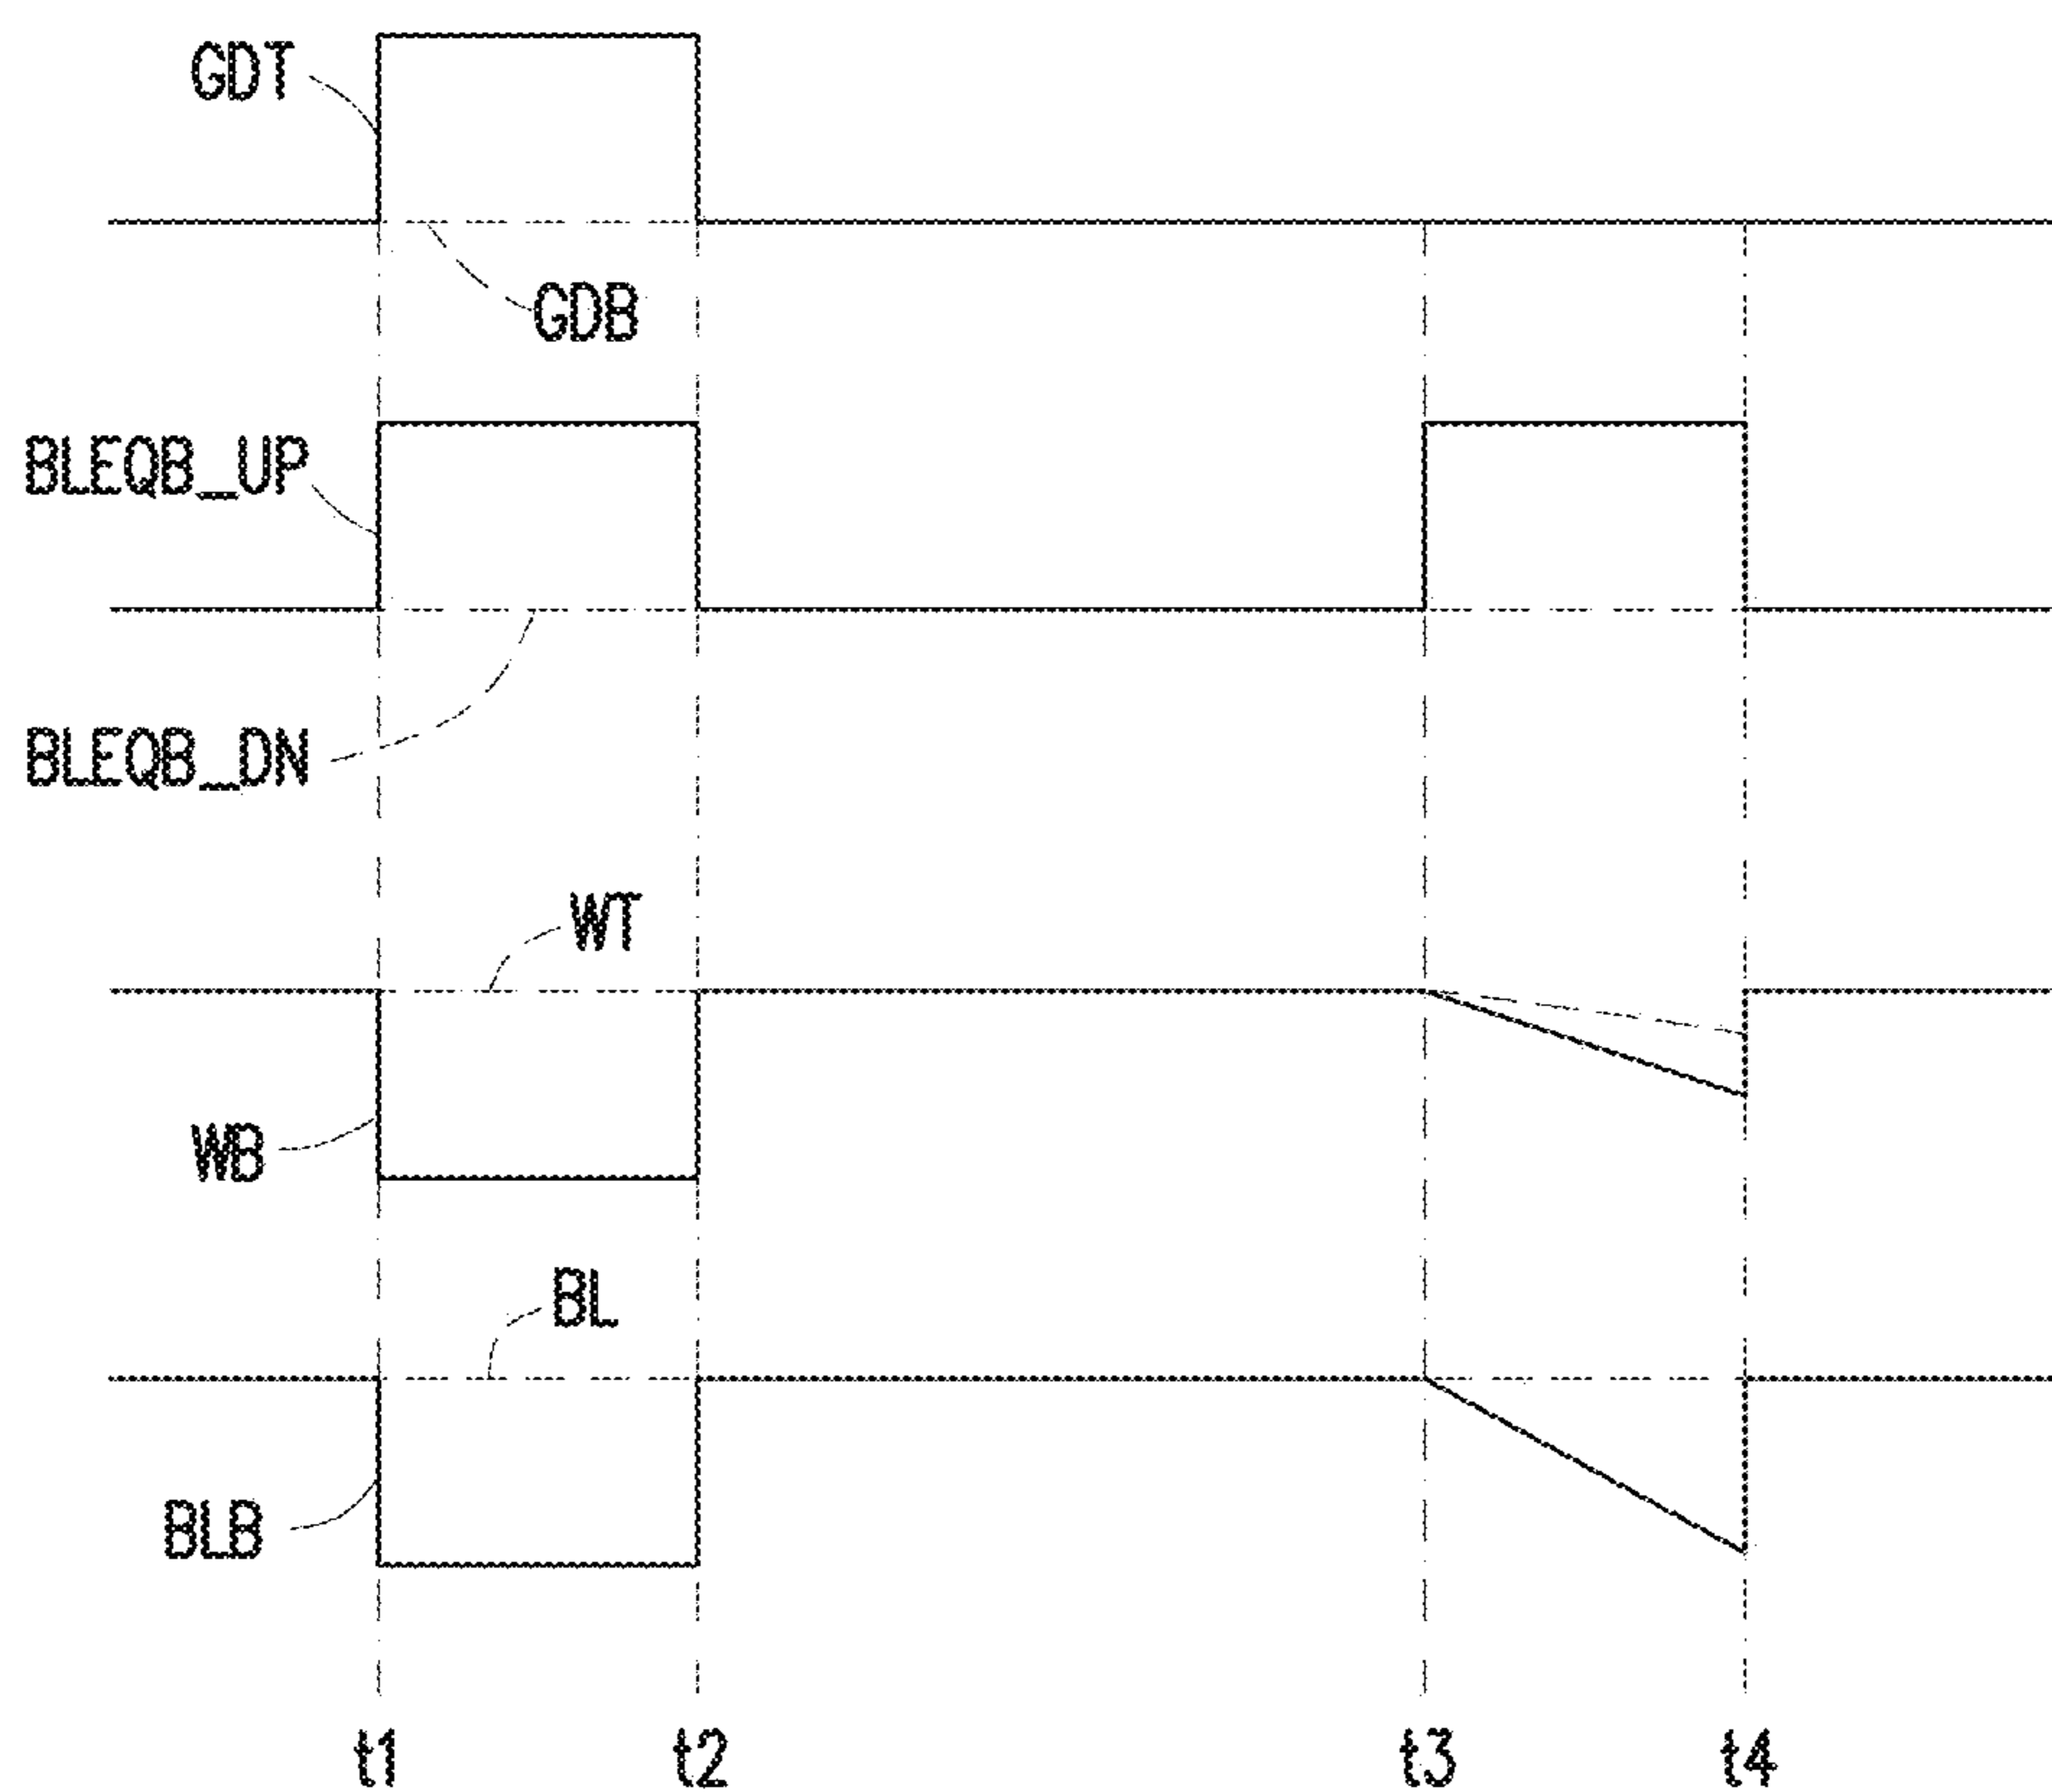 GDT
GDB
BLEQB_UP
BLEQB_DN
WT
WB
BL
BLB
t1 t2 t3 t4